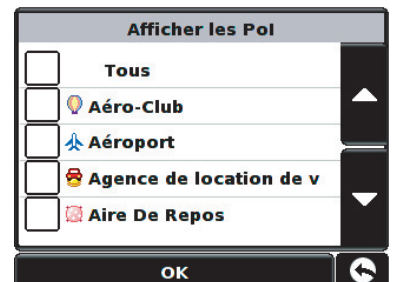 Afficher les PoI
Tous
Aéro-Club
Aéroport
Agence de location de v
Aire De Repos
OK